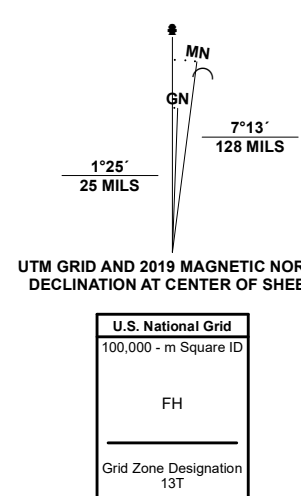 MN
GN
7°13´
128 MILS
1°25´
25 MILS
UTM GRID AND 2019 MAGNETIC NOR
DECLINATION AT CENTER OF SHEE
U.S. National Grid
100,000 - m Square ID
FH
Grid Zone Designation
13T